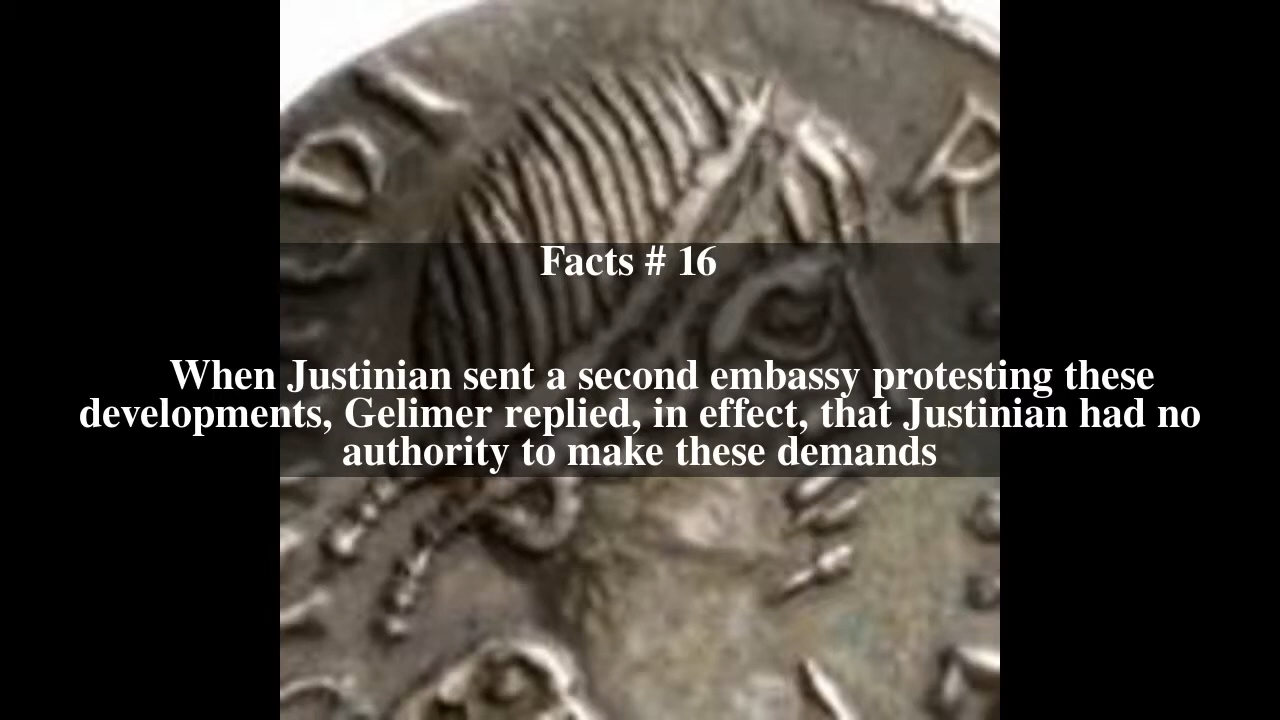 Facts # 16
When Justinian sent a second embassy protesting these
developments, Gelimer replied, in effect, that Justinian had no
authority to make these demands